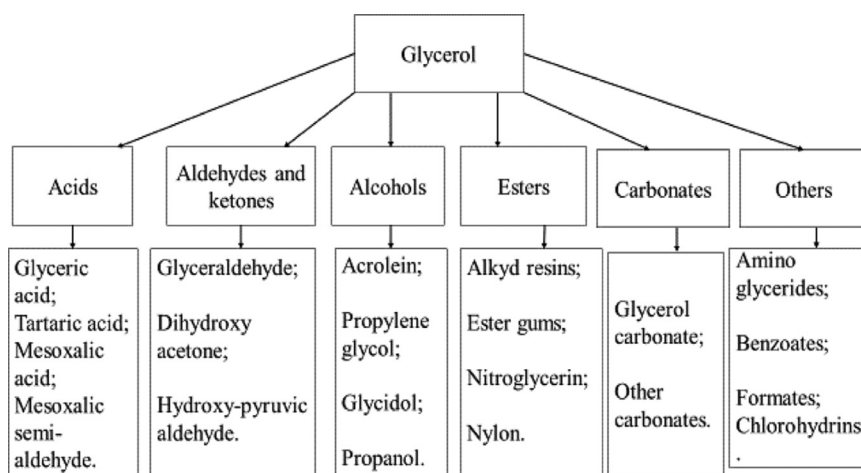 Glycerol
Acids
Aldehydes and
ketones
Alcohols
Esters
Carbonates
Others
Glyceric
acid;
Tartaric acid;
Mesoxalic
acid;
Mesoxalic
semi-
aldehyde.
Glyceraldehyde;
Dihydroxy
acetone;
Hydroxy-pyruvic
aldehyde.
Acrolein;
Propylene
glycol;
Glycidol;
Propanol.
Alkyd resins;
Ester gums;
Nitroglycerin;
Nylon.
Glycerol
carbonate;
Other
carbonates.
Amino
glycerides;
Benzoates;
Formates;
Chlorohydrins
.